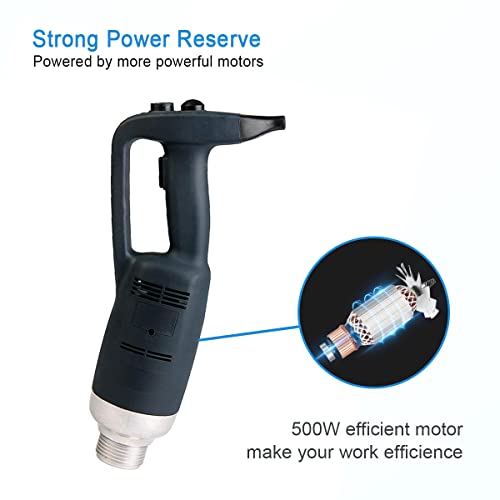 Strong Power Reserve
Powered by more powerful motors
500W efficient motor
make your work efficience